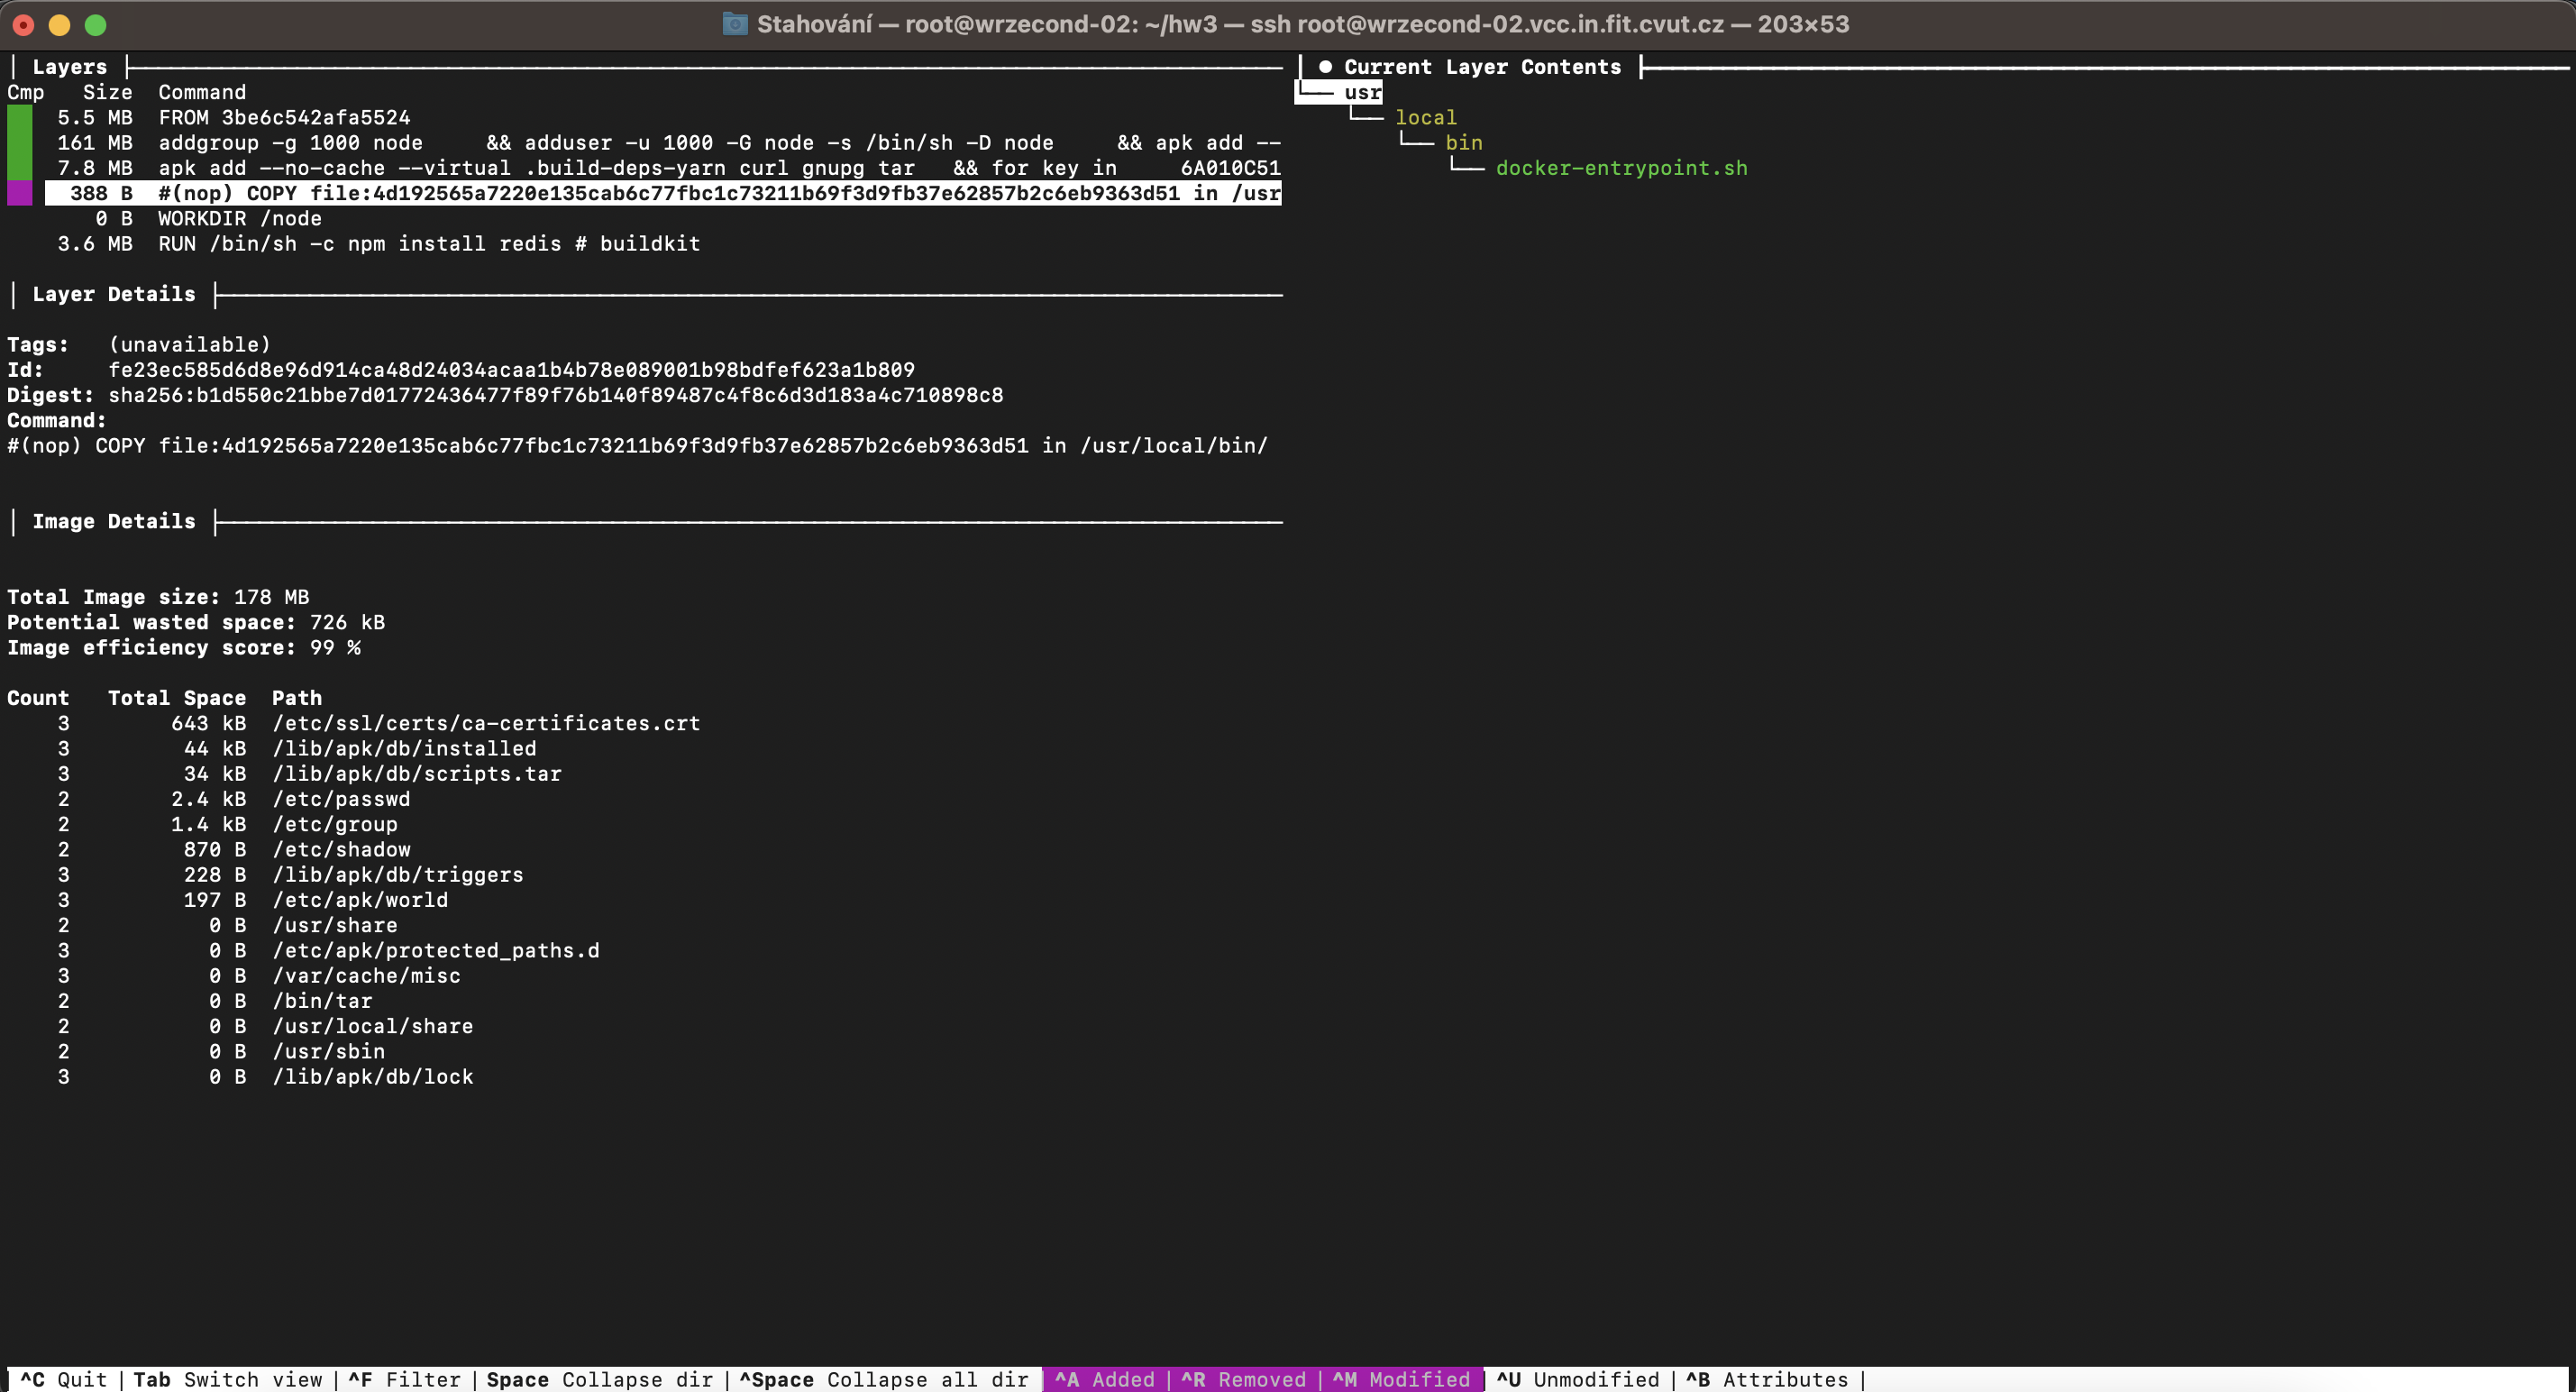 Stahování — root@wrzecond-02: ~/hw3 — ssh root@wrzecond-02.vcc.in.fit.cvut.cz — 203×53
│ Layers ├
Cmp   Size  Command
5.5 MB  FROM 3be6c542afa5524
161 MB  addgroup -g 1000 node     && adduser -u 1000 -G node -s /bin/sh -D node     && apk add --
7.8 MB  apk add --no-cache --virtual .build-deps-yarn curl gnupg tar   && for key in     6A010C51
388 B  #(nop) COPY file:4d192565a7220e135cab6c77fbc1c73211b69f3d9fb37e62857b2c6eb9363d51 in /usr
0 B  WORKDIR /node
3.6 MB  RUN /bin/sh -c npm install redis # buildkit
│ Layer Details ├
Tags:   (unavailable)
Id:     fe23ec585d6d8e96d914ca48d24034acaa1b4b78e089001b98bdfef623a1b809
Digest: sha256:b1d550c21bbe7d01772436477f89f76b140f89487c4f8c6d3d183a4c710898c8
Command:
#(nop) COPY file:4d192565a7220e135cab6c77fbc1c73211b69f3d9fb37e62857b2c6eb9363d51 in /usr/local/bin/
│ Image Details ├
Total Image size: 178 MB
Potential wasted space: 726 kB
Image efficiency score: 99 %
Count   Total Space  Path
3        643 kB  /etc/ssl/certs/ca-certificates.crt
3         44 kB  /lib/apk/db/installed
3         34 kB  /lib/apk/db/scripts.tar
2        2.4 kB  /etc/passwd
2        1.4 kB  /etc/group
2         870 B  /etc/shadow
3         228 B  /lib/apk/db/triggers
3         197 B  /etc/apk/world
2           0 B  /usr/share
3           0 B  /etc/apk/protected_paths.d
3           0 B  /var/cache/misc
2           0 B  /bin/tar
2           0 B  /usr/local/share
2           0 B  /usr/sbin
3           0 B  /lib/apk/db/lock
│ ● Current Layer Contents ├
└── usr
└── local
└── bin
└── docker-entrypoint.sh
^C Quit | Tab Switch view | ^F Filter | Space Collapse dir | ^Space Collapse all dir | ^A Added | ^R Removed | ^M Modified | ^U Unmodified | ^B Attributes |